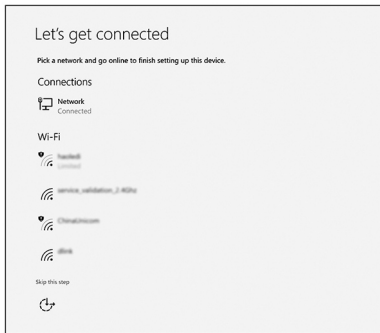 Let's get connected
Pick a network and go online to finish setting up this device.
Connections
Network
Connected
Wi-Fi
Limited
service_validation_2.4Ghz
ChinaUnicom
dlink
Skip this step